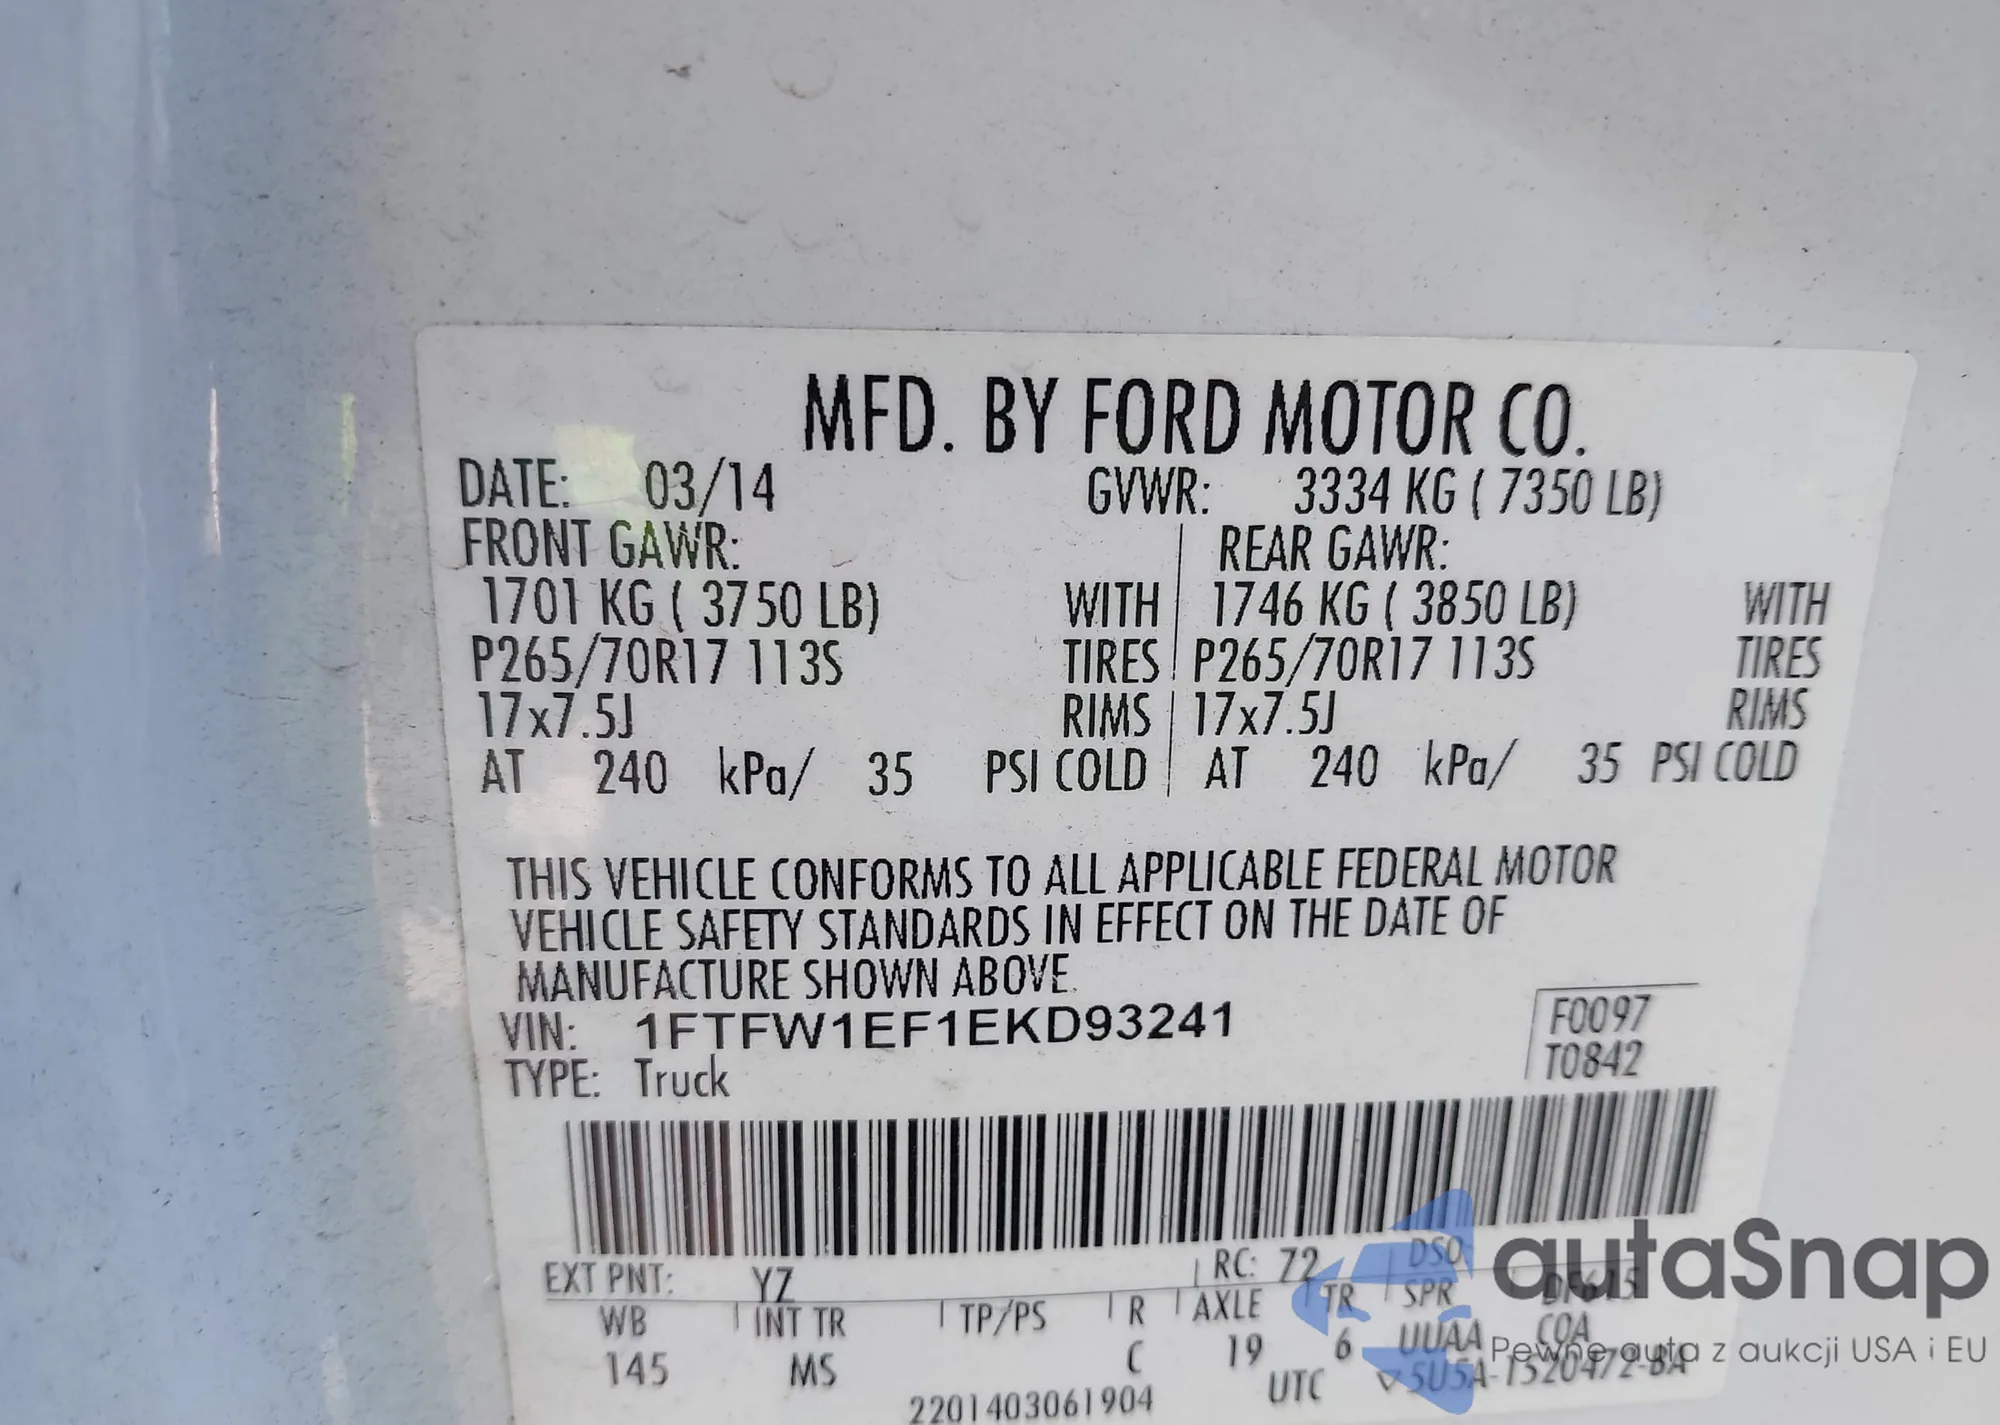 MFD. BY FORD MOTOR CO.
DATE: 03/14 GVWR: 3334 KG ( 7350 LB)
FRONT GAWR: REAR GAWR:
1701 KG ( 3750 LB) WITH 1746 KG ( 3850 LB) WITH
P265/70R17 113S TIRES P265/70R17 113S TIRES
17x7.5J RIMS 17x7.5J RIMS
AT 240 kPa/ 35 PSI COLD AT 240 kPa/ 35 PSI COLD
THIS VEHICLE CONFORMS TO ALL APPLICABLE FEDERAL MOTOR
VEHICLE SAFETY STANDARDS IN EFFECT ON THE DATE OF
MANUFACTURE SHOWN ABOVE.
VIN: 1FTFW1EF1EKD93241
F0097
TYPE: Truck
T0842
EXT PNT: YZ RC: 72 DSO:
WB INT TR TP/PS R AXLE TR SPR DF615
145 MS C 19 6 UUAA COA
2201403061904 UTC ▽5U5A-1520472-BA
autaSnap
Pewne auta z aukcji USA i EU